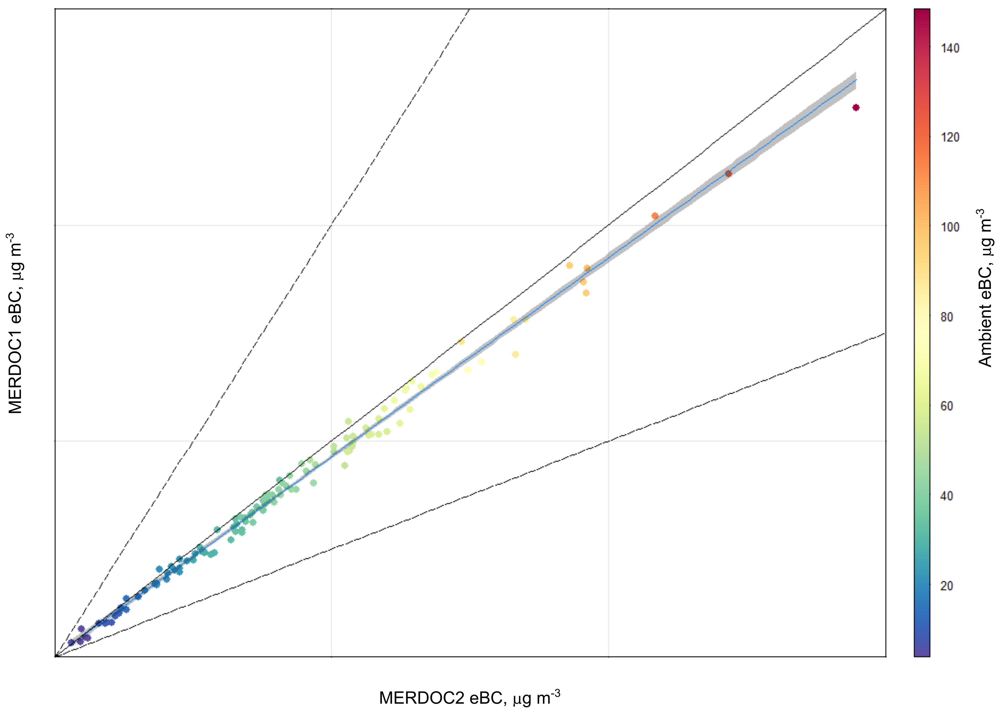 MERDOC1 eBC, μg m-3
MERDOC2 eBC, μg m-3
140
120
100
80
60
40
20
Ambient eBC, μg m-3